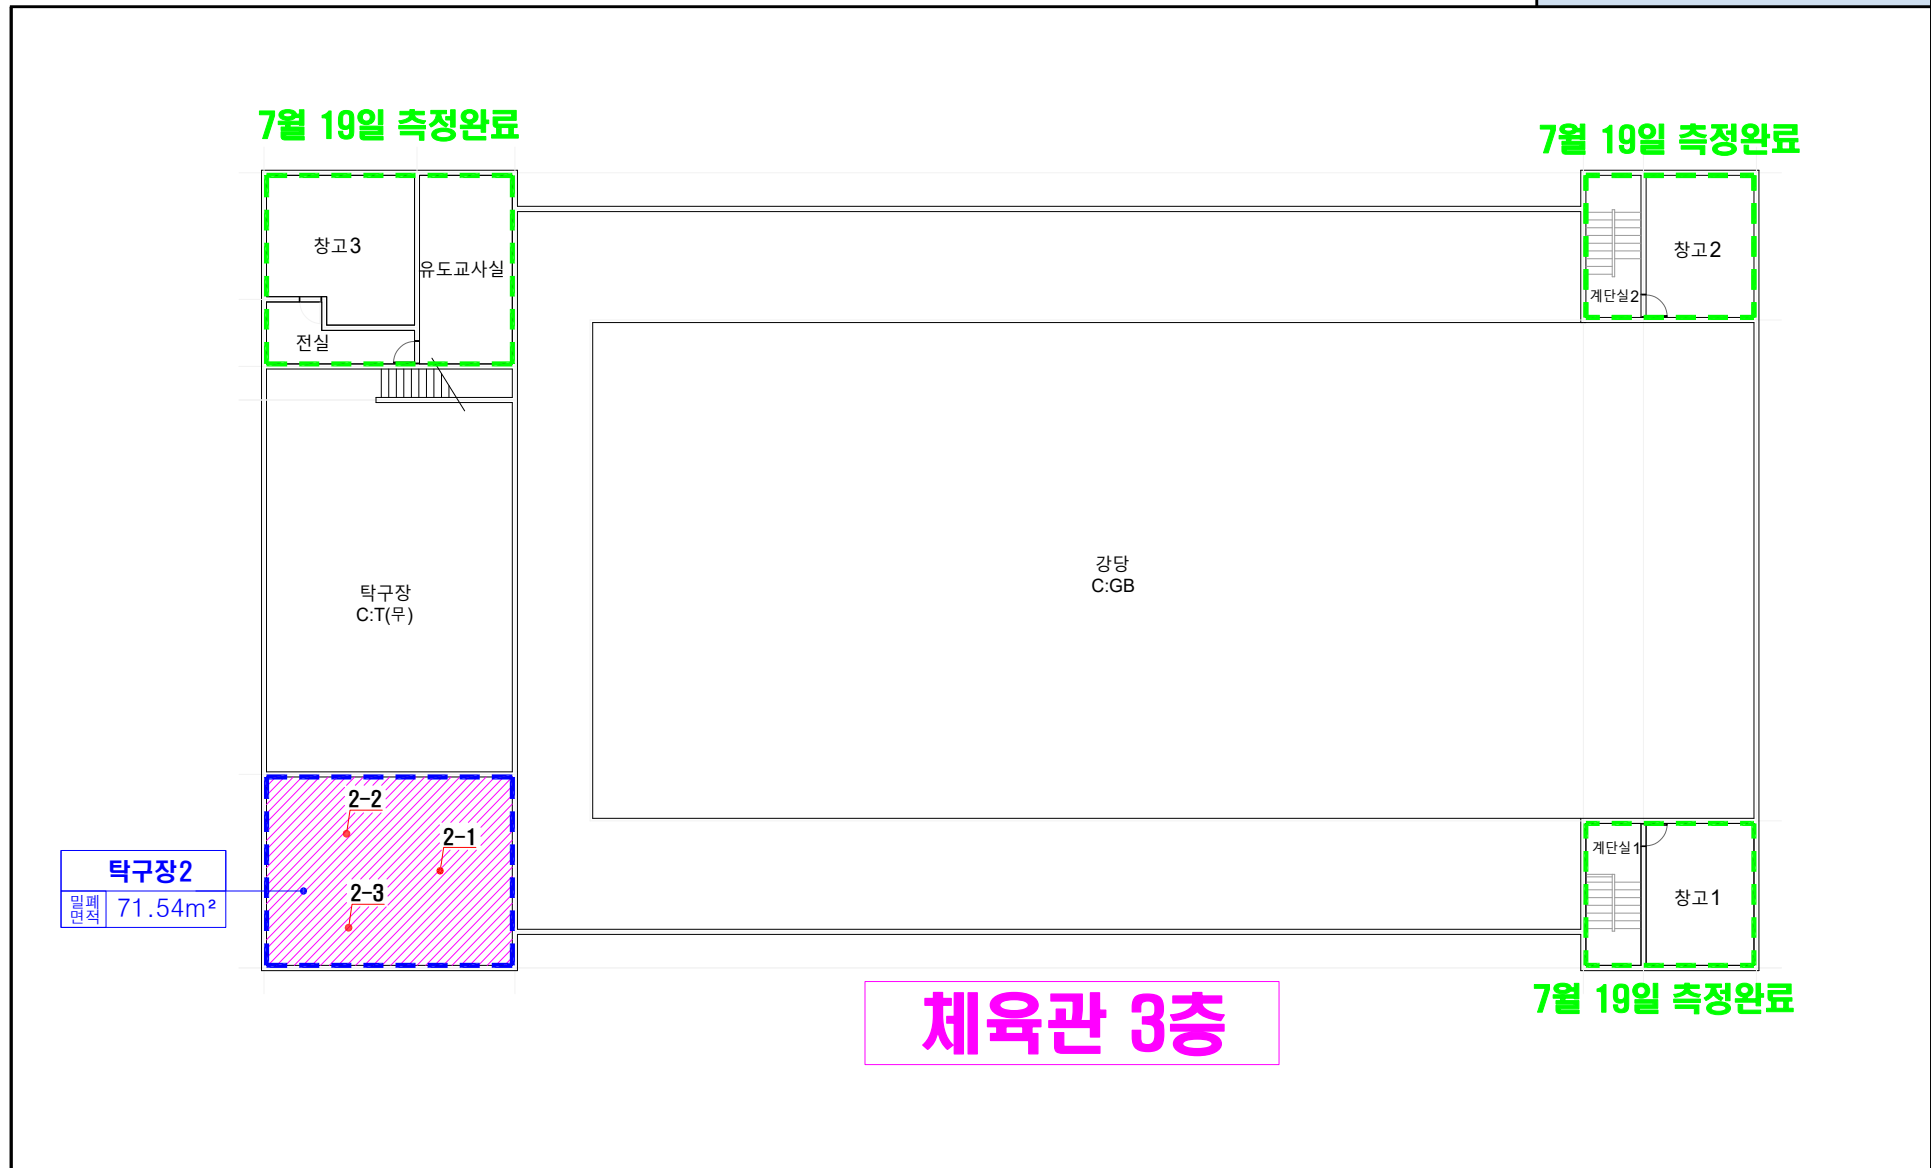 7월 19일 측정완료
7월 19일 측정완료
창고3
유도교사실
창고2
계단실2
전실
강당
C:GB
탁구장
C:T(무)
2-2
2-1
계단실1
탁구장2
2-3
창고1
밀폐
면적
71.54m²
7월 19일 측정완료
체육관 3층